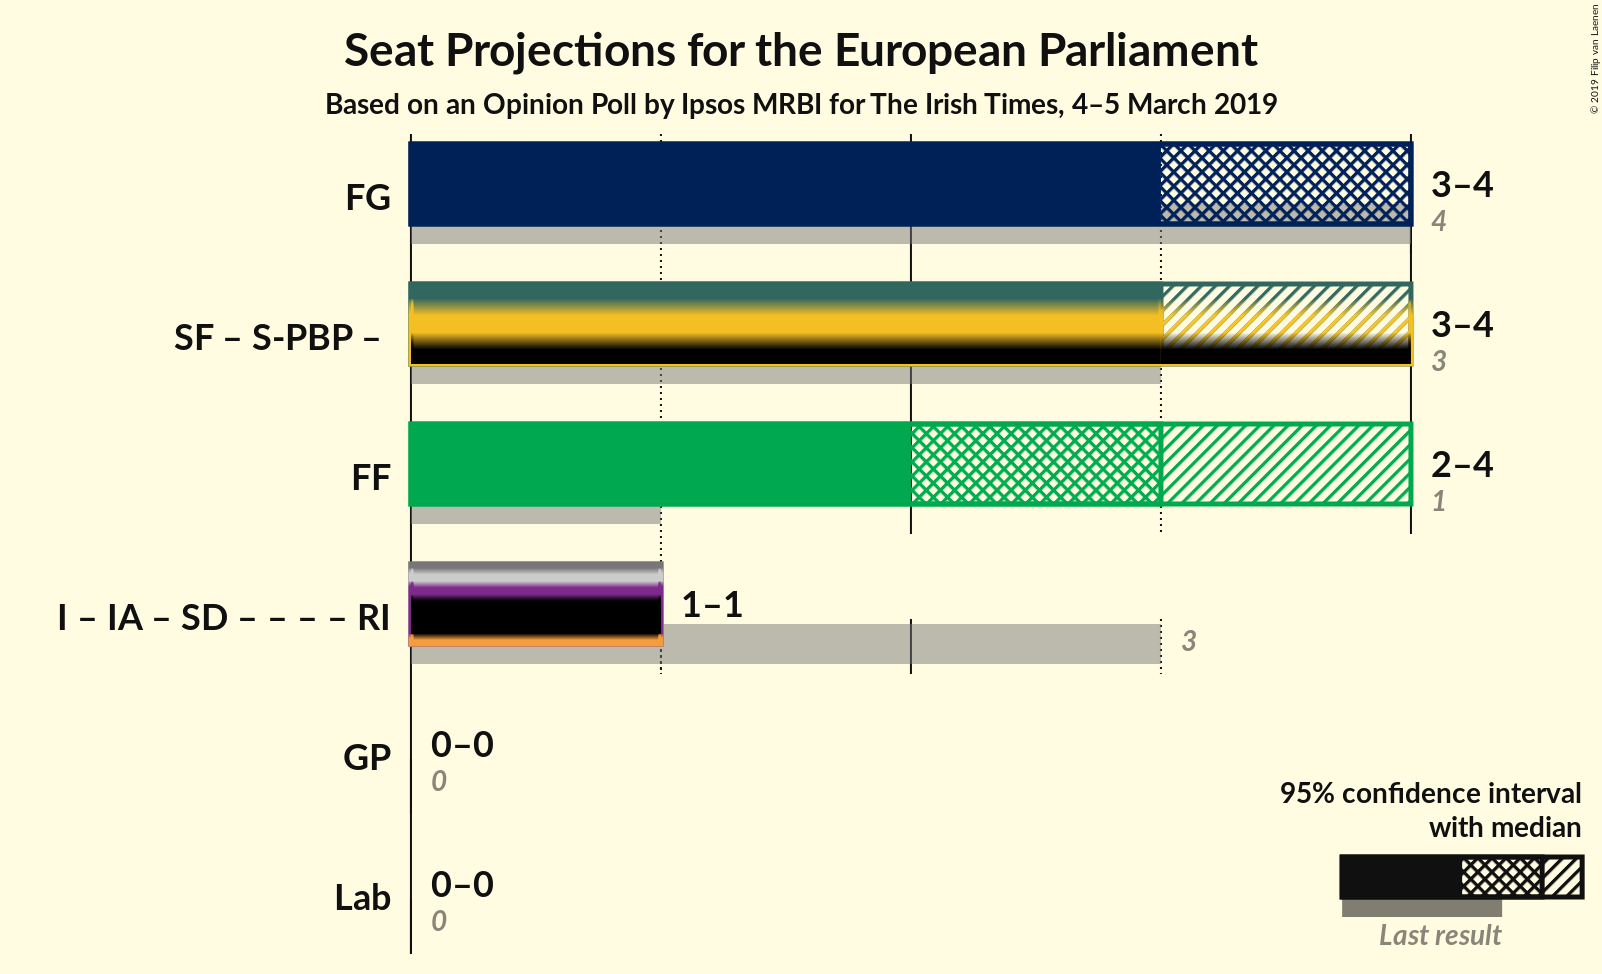 Seat Projections for the European Parliament
Based on an Opinion Poll by Ipsos MRBI for The Irish Times, 4–5 March 2019
© 2019 Filip van Laenen
FG
3–4
4
SF – S-PBP –
3–4
3
FF
2–4
1
I – IA – SD – – – – RI
1–1
3
GP
0–0
0
Lab
0–0
0
95% confidence interval
with median
Last result